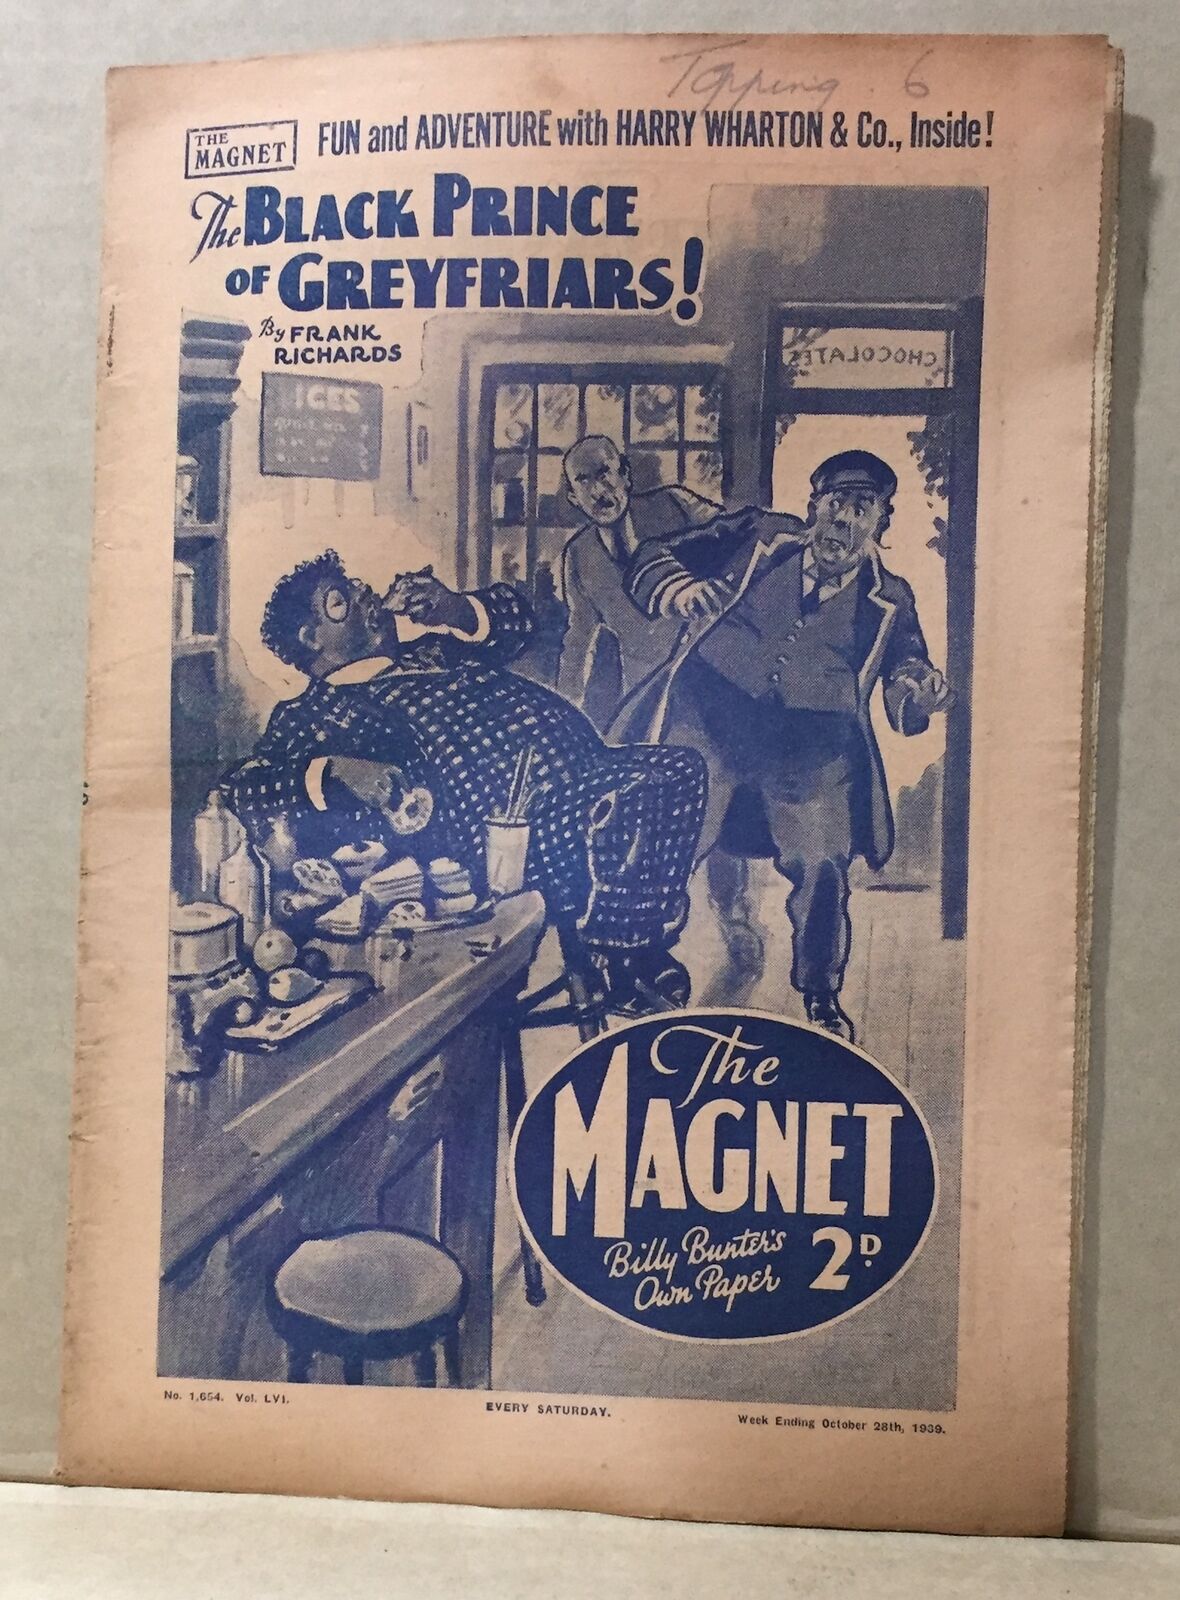 Topping 6
THE
MAGNET
FUN and ADVENTURE with HARRY WHARTON & Co., Inside!
The BLACK PRINCE
OF GREYFRIARS!
By FRANK
RICHARDS
ICES
CHOCOLATES
The
MAGNET
Billy Bunter's
Own Paper
2D.
No. 1,654. Vol. LVI.
EVERY SATURDAY.
Week Ending October 28th, 1939.